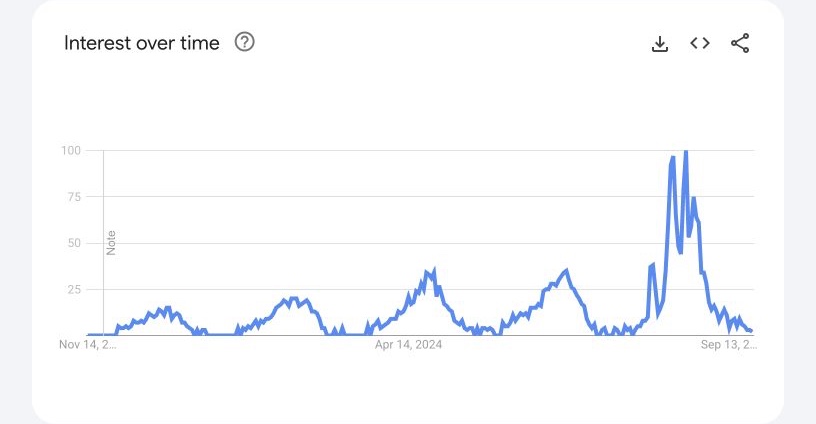 Interest over time
100
75
50
25
Note
Nov 14, 2...
Apr 14, 2024
Sep 13, 2...